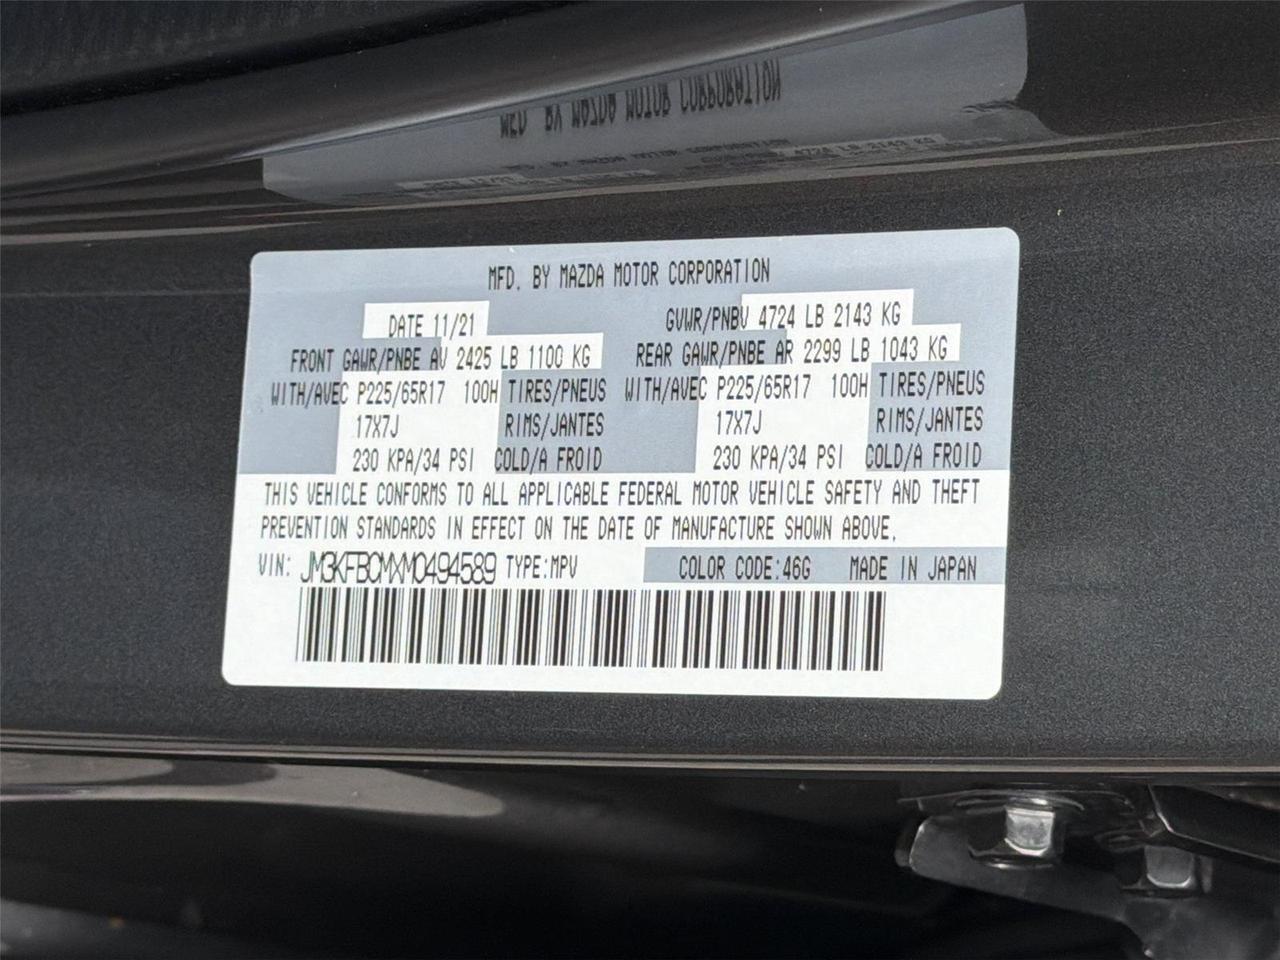 MFD. BY MAZDA MOTOR CORPORATION
DATE 11/21 GVWR/PNBV 4724 LB 2143 KG
FRONT GAWR/PNBE AV 2425 LB 1100 KG REAR GAWR/PNBE AR 2299 LB 1043 KG
WITH/AVEC P225/65R17 100H TIRES/PNEUS WITH/AVEC P225/65R17 100H TIRES/PNEUS
17X7J RIMS/JANTES 17X7J RIMS/JANTES
230 KPA/34 PSI COLD/A FROID 230 KPA/34 PSI COLD/A FROID
THIS VEHICLE CONFORMS TO ALL APPLICABLE FEDERAL MOTOR VEHICLE SAFETY AND THEFT
PREVENTION STANDARDS IN EFFECT ON THE DATE OF MANUFACTURE SHOWN ABOVE.
VIN: JM3KFBCMXM0494589 TYPE:MPV COLOR CODE:46G MADE IN JAPAN